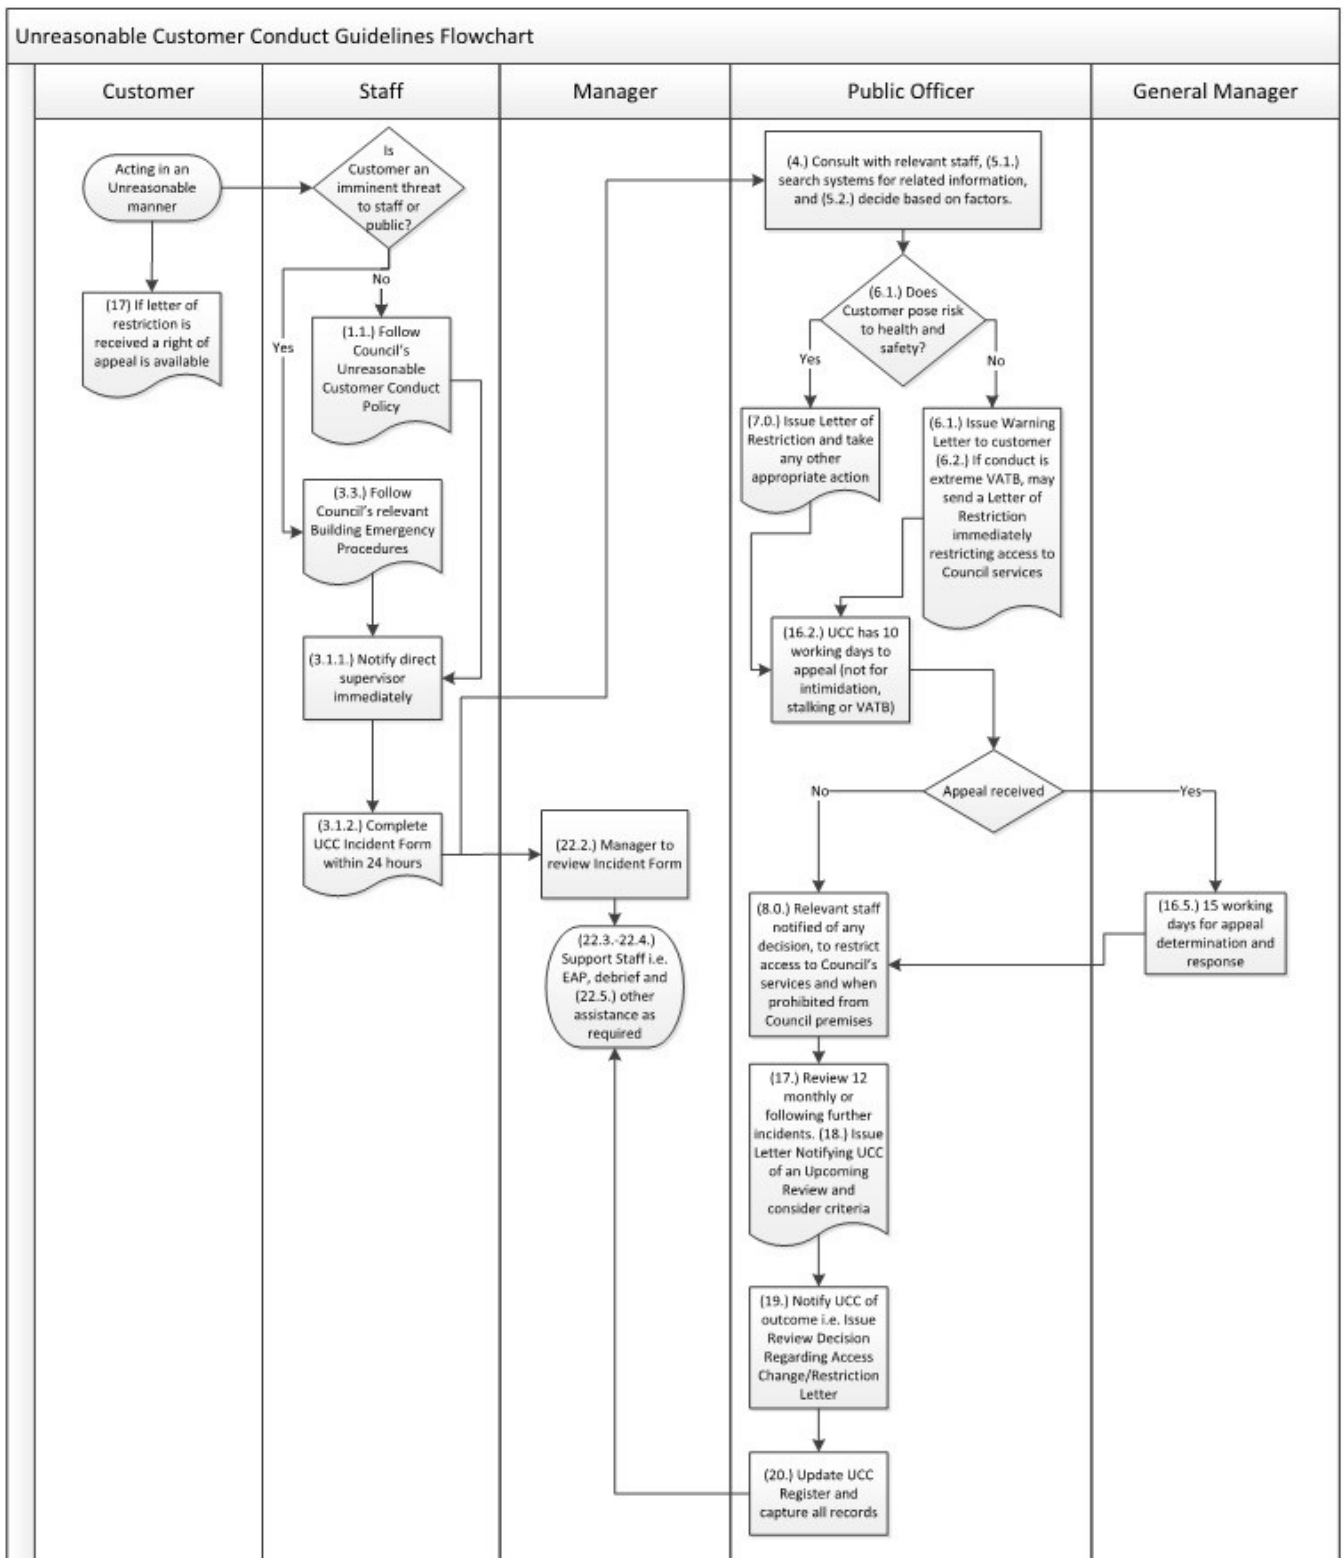 Unreasonable Customer Conduct Guidelines Flowchart
Customer
Staff
Manager
Public Officer
General Manager
Acting in an
Unreasonable
manner
(17) If letter of
restriction is
received a right of
appeal is available
Is
Customer an
imminent threat
to staff or
public?
No
Yes
(1.1.) Follow
Council's
Unreasonable
Customer Conduct
Policy
(3.3.) Follow
Council's relevant
Building Emergency
Procedures
(3.1.1.) Notify direct
supervisor
immediately
(3.1.2.) Complete
UCC Incident Form
within 24 hours
(22.2.) Manager to
review Incident Form
(22.3.-22.4.)
Support Staff i.e.
EAP, debrief and
(22.5.) other
assistance as
required
(4.) Consult with relevant staff, (5.1.)
search systems for related information,
and (5.2.) decide based on factors.
(6.1.) Does
Customer pose risk
to health and
safety?
Yes
No
(7.0.) Issue Letter of
Restriction and take
any other
appropriate action
(6.1.) Issue Warning
Letter to customer
(6.2.) If conduct is
extreme VATB, may
send a Letter of
Restriction
immediately
restricting access to
Council services
(16.2.) UCC has 10
working days to
appeal (not for
intimidation,
stalking or VATB)
Appeal received
No
Yes
(8.0.) Relevant staff
notified of any
decision, to restrict
access to Council's
services and when
prohibited from
Council premises
(16.5.) 15 working
days for appeal
determination and
response
(17.) Review 12
monthly or
following further
incidents. (18.) Issue
Letter Notifying UCC
of an Upcoming
Review and
consider criteria
(19.) Notify UCC of
outcome i.e. Issue
Review Decision
Regarding Access
Change/Restriction
Letter
(20.) Update UCC
Register and
capture all records